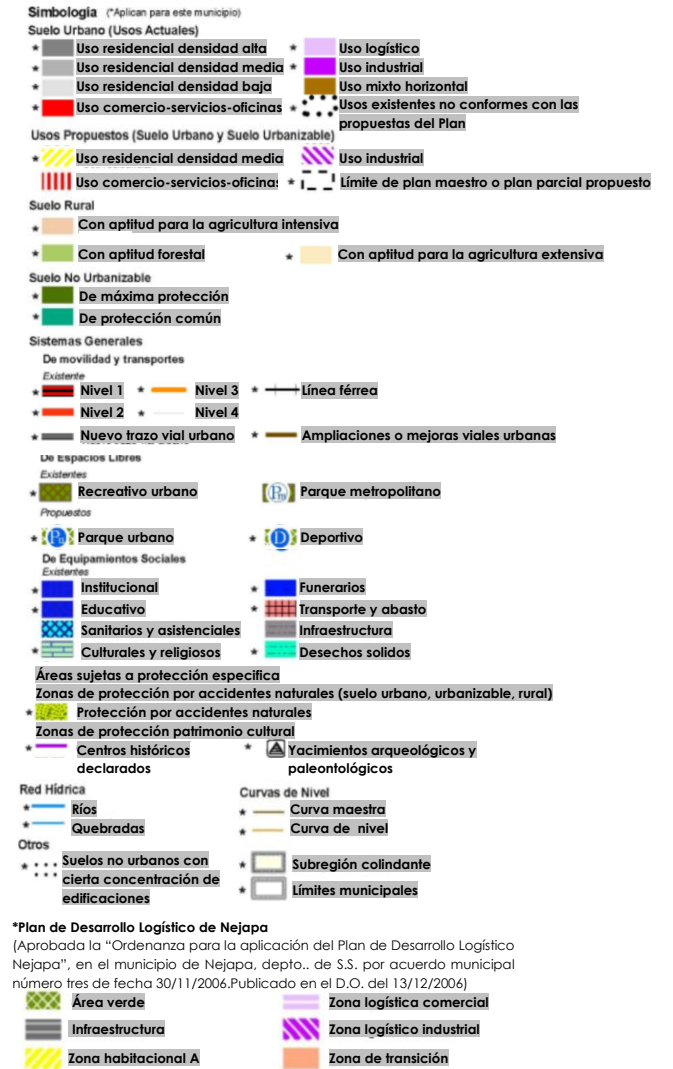 Simbología (*Aplican para este municipio)
Suelo Urbano (Usos Actuales)
* Uso residencial densidad alta * Uso logístico
* Uso residencial densidad media * Uso industrial
* Uso residencial densidad baja Uso mixto horizontal
* Uso comercio-servicios-oficinas * Usos existentes no conformes con las
propuestas del Plan
Usos Propuestos (Suelo Urbano y Suelo Urbanizable)
* Uso residencial densidad media Uso industrial
Uso comercio-servicios-oficinas * Límite de plan maestro o plan parcial propuesto
Suelo Rural
* Con aptitud para la agricultura intensiva
* Con aptitud forestal * Con aptitud para la agricultura extensiva
Suelo No Urbanizable
* De máxima protección
* De protección común
Sistemas Generales
De movilidad y transportes
Existente
* Nivel 1 * Nivel 3 * Línea férrea
* Nivel 2 * Nivel 4
* Nuevo trazo vial urbano * Ampliaciones o mejoras viales urbanas
De Espacios Libres
Existentes
* Recreativo urbano Pm Parque metropolitano
Propuestos
* Pu Parque urbano * D Deportivo
De Equipamientos Sociales
Existentes
* Institucional * Funerarios
* Educativo * Transporte y abasto
Sanitarios y asistenciales Infraestructura
* Culturales y religiosos * Desechos solidos
Áreas sujetas a protección especifica
Zonas de protección por accidentes naturales (suelo urbano, urbanizable, rural)
* Protección por accidentes naturales
Zonas de protección patrimonio cultural
* Centros históricos * Yacimientos arqueológicos y
declarados paleontológicos
Red Hídrica Curvas de Nivel
* Ríos * Curva maestra
* Quebradas * Curva de nivel
Otros
* Suelos no urbanos con * Subregión colindante
cierta concentración de
edificaciones * Límites municipales
*Plan de Desarrollo Logístico de Nejapa
(Aprobada la “Ordenanza para la aplicación del Plan de Desarrollo Logístico
Nejapa”, en el municipio de Nejapa, depto.. de S.S. por acuerdo municipal
número tres de fecha 30/11/2006.Publicado en el D.O. del 13/12/2006)
Área verde Zona logística comercial
Infraestructura Zona logístico industrial
Zona habitacional A Zona de transición